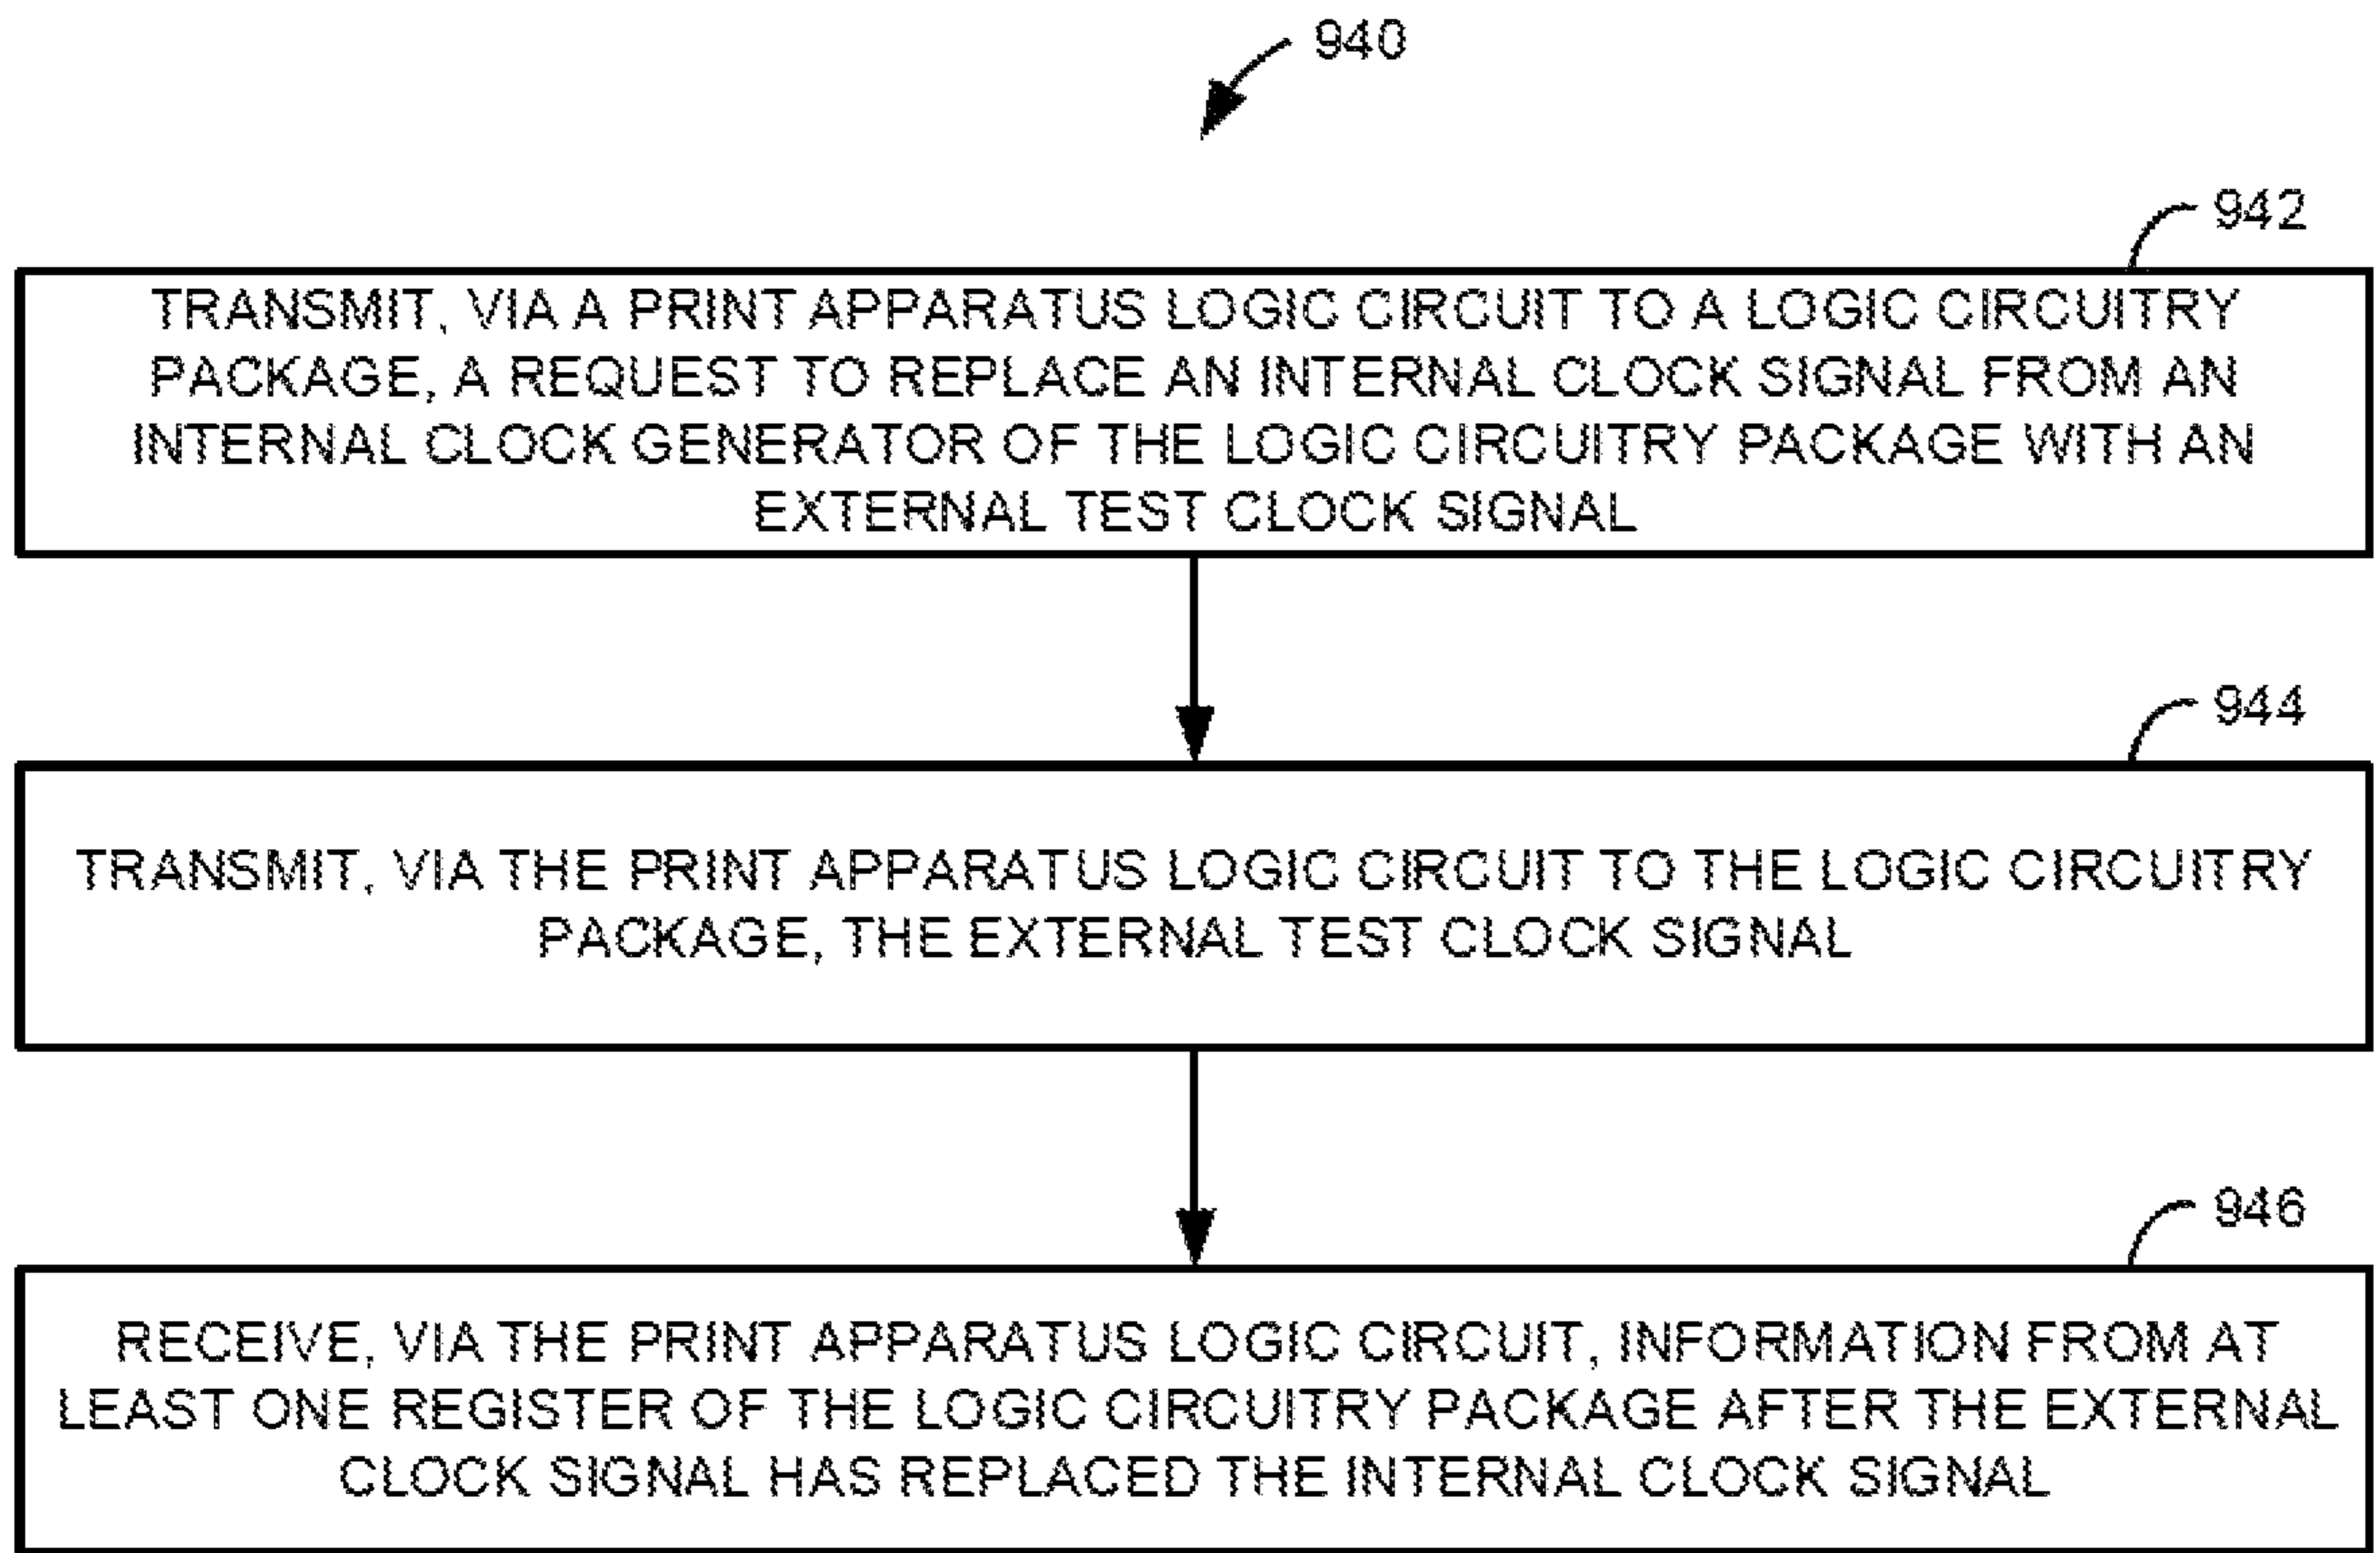 940
942
TRANSMIT, VIA A PRINT APPARATUS LOGIC CIRCUIT TO A LOGIC CIRCUITRY
PACKAGE, A REQUEST TO REPLACE AN INTERNAL CLOCK SIGNAL FROM AN
INTERNAL CLOCK GENERATOR OF THE LOGIC CIRCUITRY PACKAGE WITH AN
EXTERNAL TEST CLOCK SIGNAL
944
TRANSMIT, VIA THE PRINT APPARATUS LOGIC CIRCUIT TO THE LOGIC CIRCUITRY
PACKAGE, THE EXTERNAL TEST CLOCK SIGNAL
946
RECEIVE, VIA THE PRINT APPARATUS LOGIC CIRCUIT, INFORMATION FROM AT
LEAST ONE REGISTER OF THE LOGIC CIRCUITRY PACKAGE AFTER THE EXTERNAL
CLOCK SIGNAL HAS REPLACED THE INTERNAL CLOCK SIGNAL